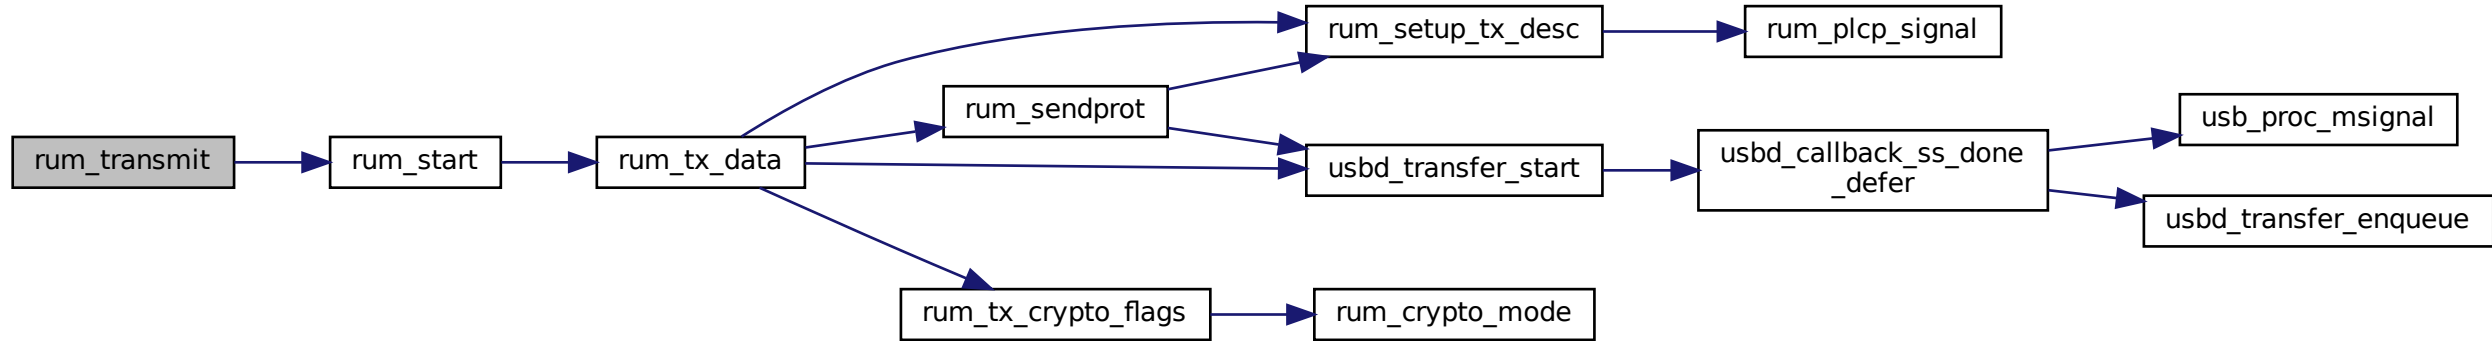 rum_transmit
rum_start
rum_tx_data
rum_setup_tx_desc
rum_plcp_signal
rum_sendprot
usbd_transfer_start
usbd_callback_ss_done
_defer
usb_proc_msignal
usbd_transfer_enqueue
rum_tx_crypto_flags
rum_crypto_mode